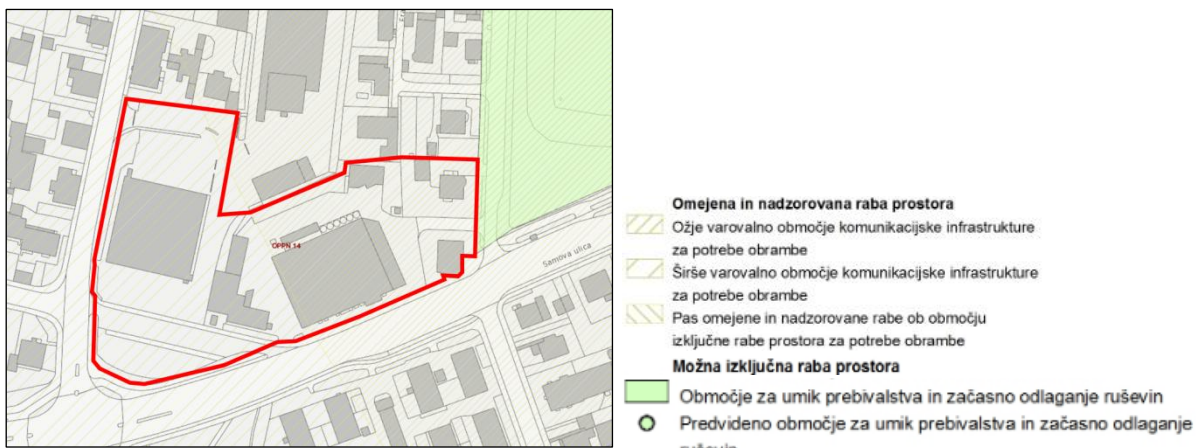 OPPN 14
Samova ulica
Omejena in nadzorovana raba prostora
Ožje varovalno območje komunikacijske infrastrukture
za potrebe obrambe
Širše varovalno območje komunikacijske infrastrukture
za potrebe obrambe
Pas omejene in nadzorovane rabe ob območju
izključne rabe prostora za potrebe obrambe
Možna izključna raba prostora
Območje za umik prebivalstva in začasno odlaganje ruševin
Predvideno območje za umik prebivalstva in začasno odlaganje